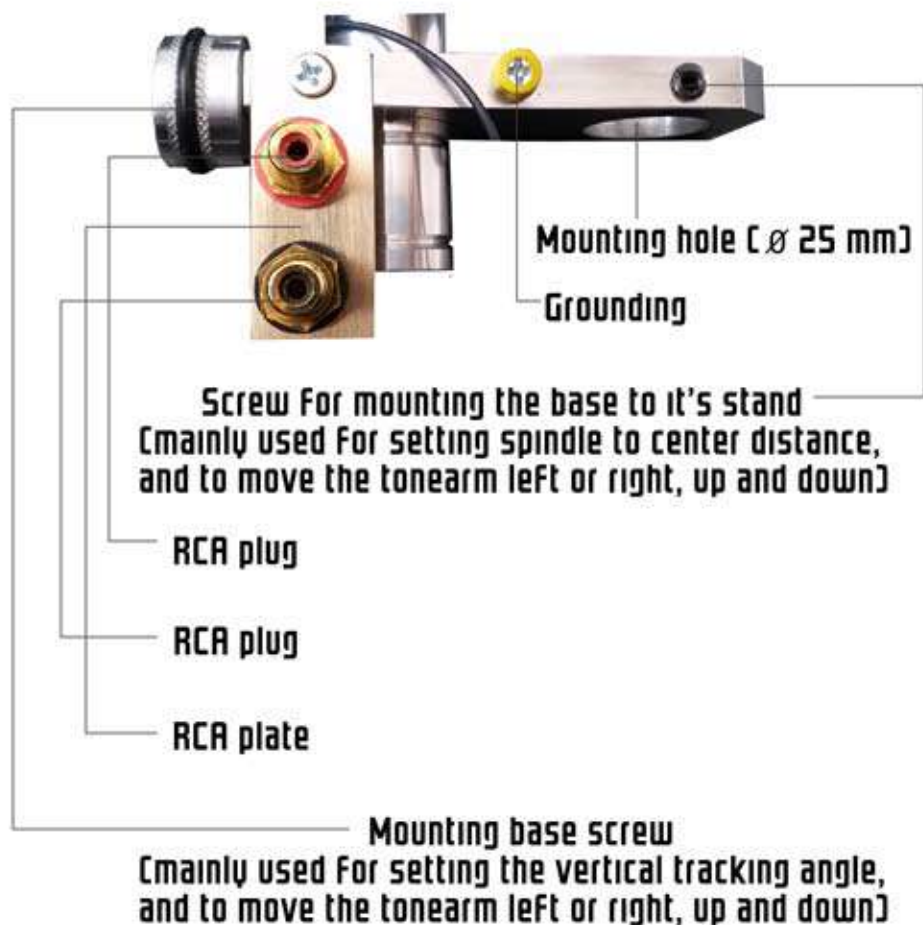 Mounting hole (ø 25 mm)
Grounding
Screw For mounting the base to it's stand
(mainly used For setting spindle to center distance,
and to move the tonearm left or right, up and down)
RCA plug
RCA plug
RCA plate
Mounting base screw
(mainly used For setting the vertical tracking angle,
and to move the tonearm left or right, up and down)